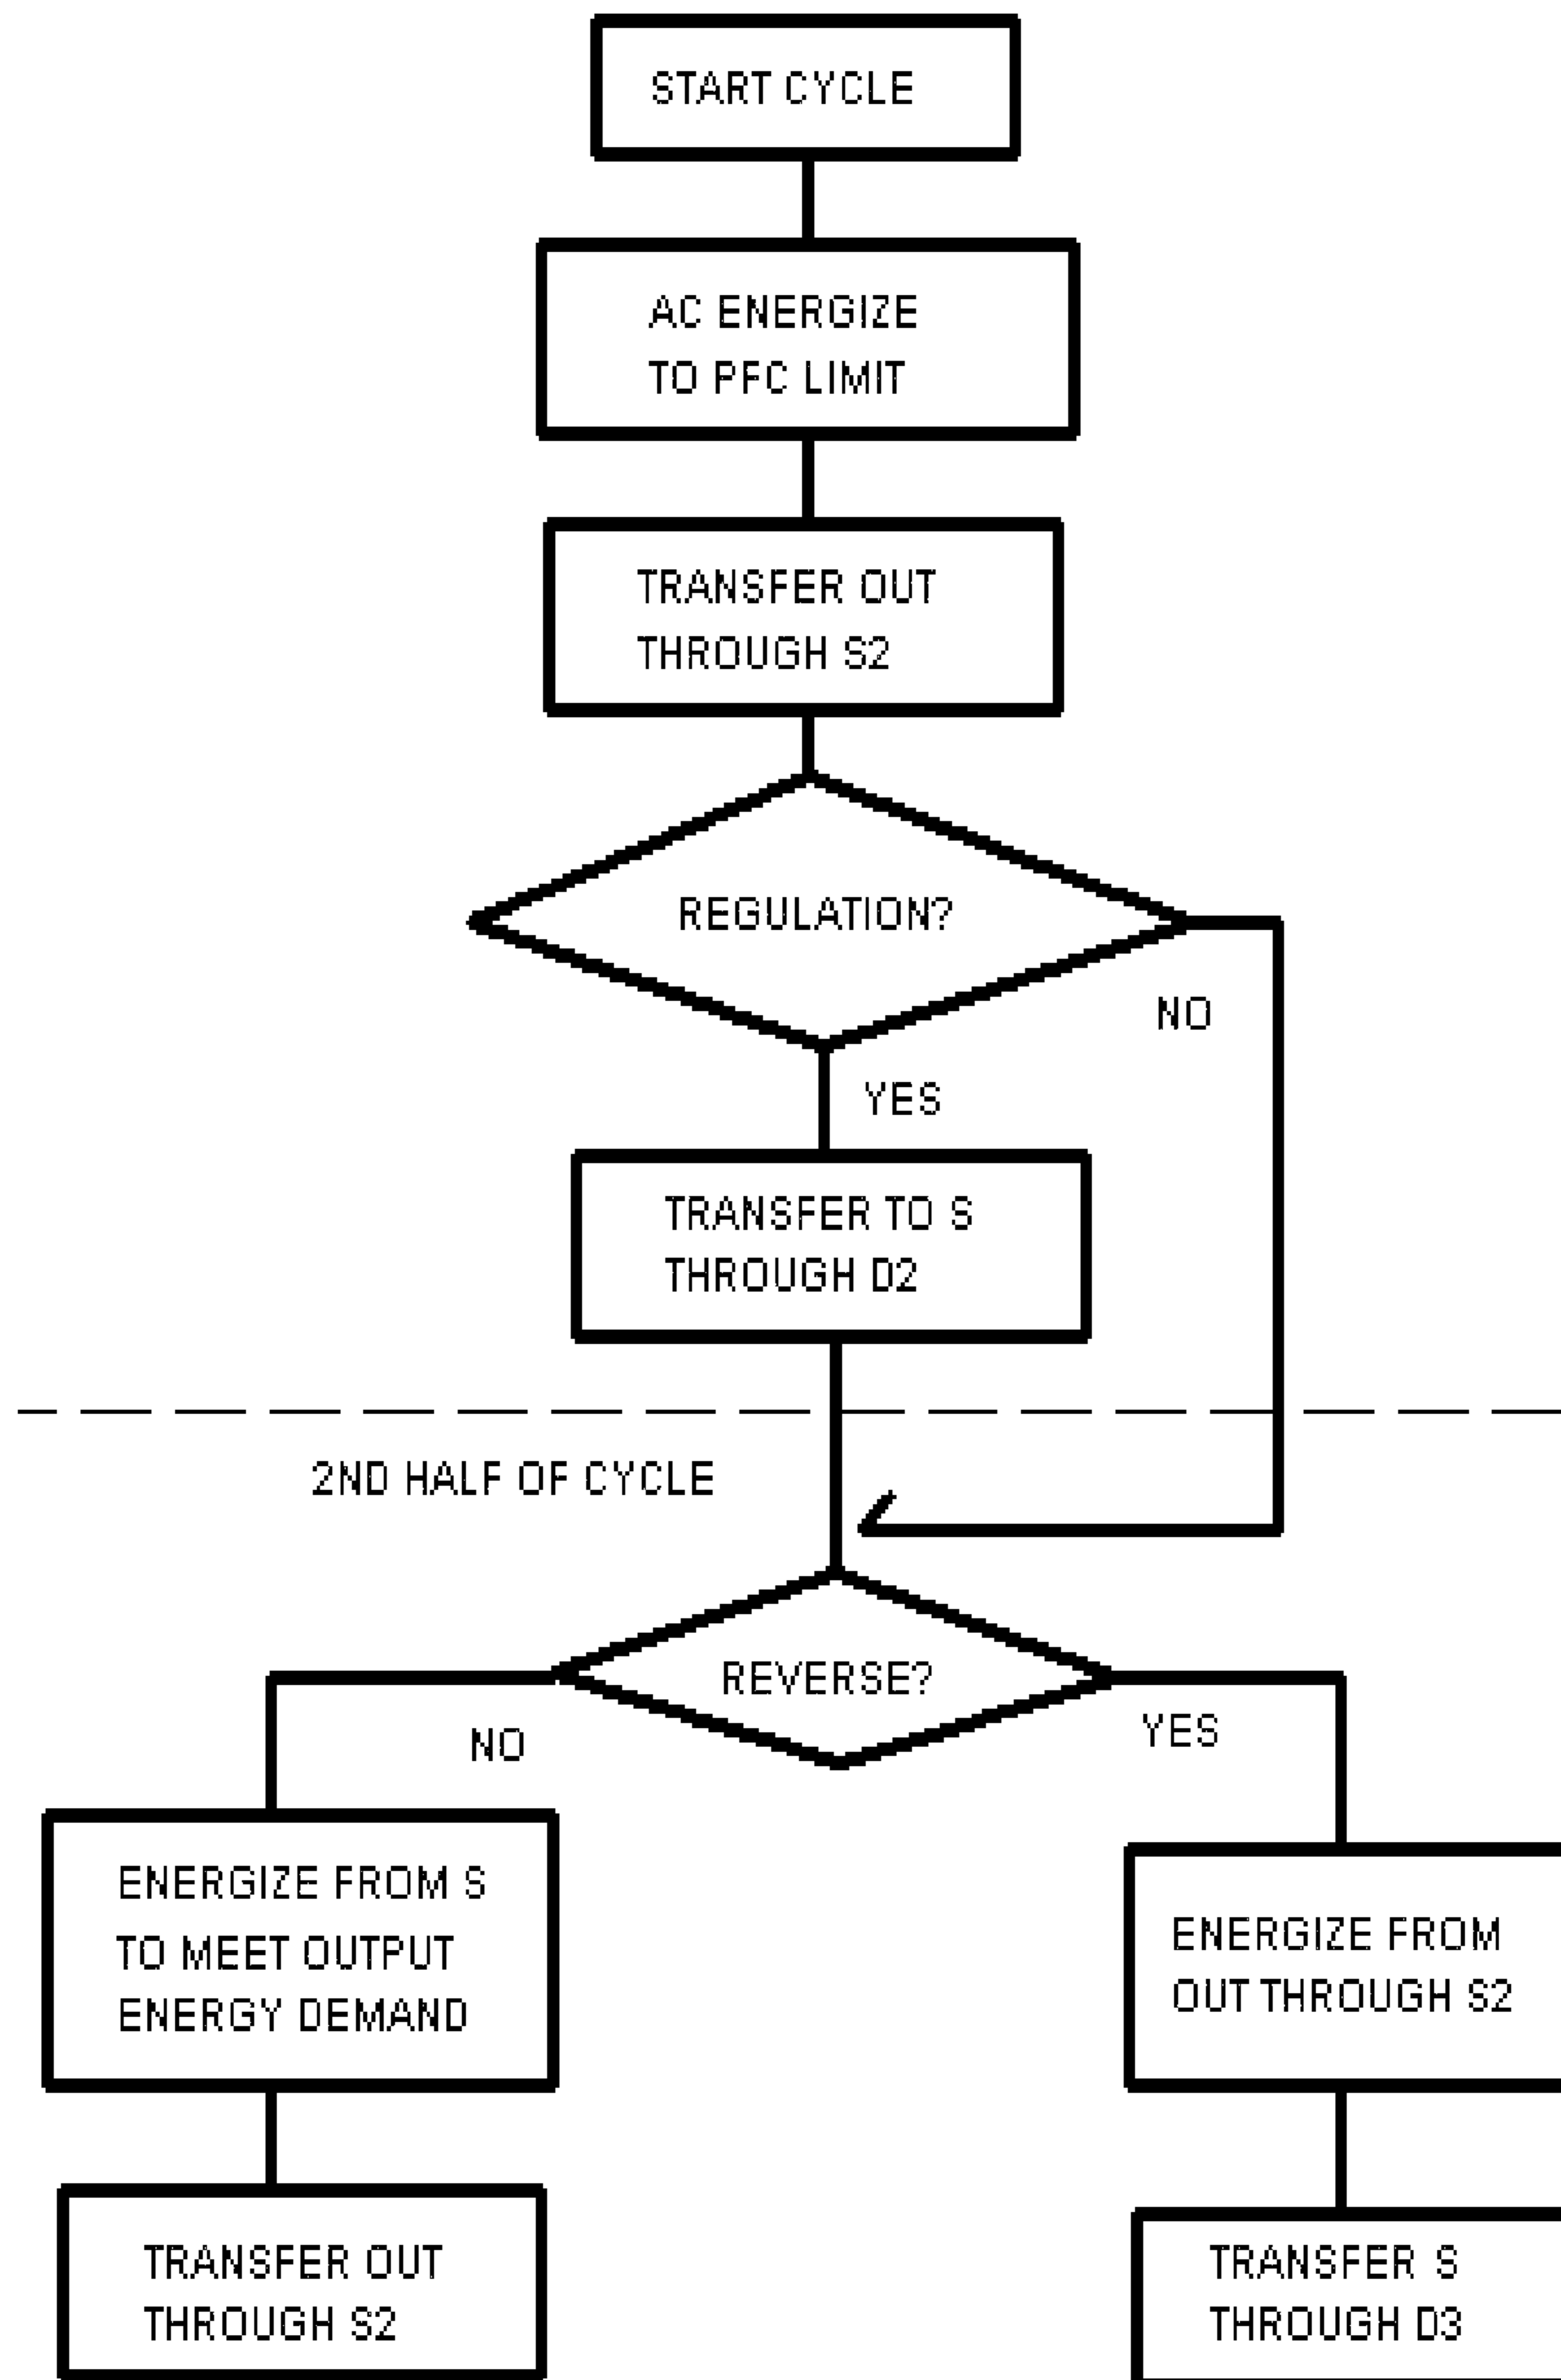 START CYCLE
AC ENERGIZE
TO PFC LIMIT
TRANSFER OUT
THROUGH S2
REGULATION?
NO
YES
TRANSFER TO S
THROUGH D2
2ND HALF OF CYCLE
REVERSE?
NO
YES
ENERGIZE FROM S
TO MEET OUTPUT
ENERGY DEMAND
ENERGIZE FROM
OUT THROUGH S2
TRANSFER OUT
THROUGH S2
TRANSFER S
THROUGH D3